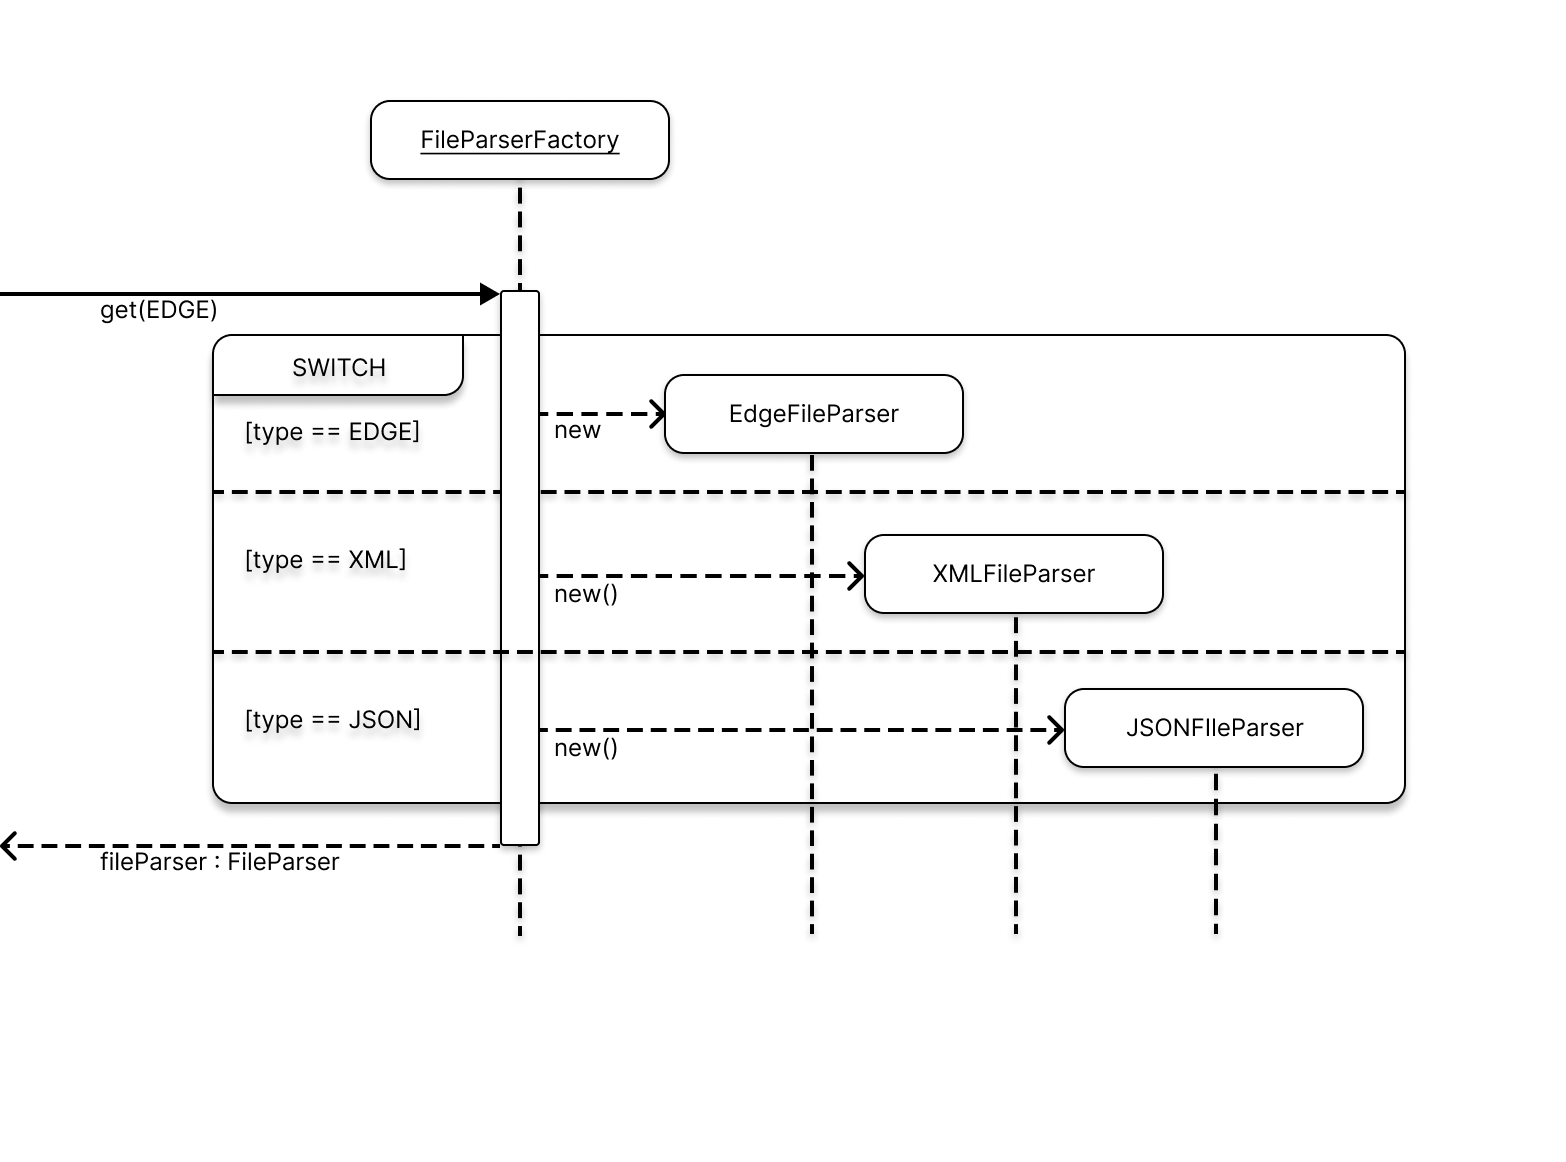 FileParserFactory
get(EDGE)
SWITCH
[type == EDGE]
new
EdgeFileParser
[type == XML]
new()
XMLFileParser
[type == JSON]
new()
JSONFIleParser
fileParser : FileParser